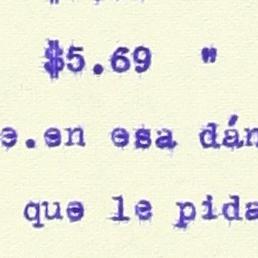 $5.69 "
e.en esa dán
que le pida